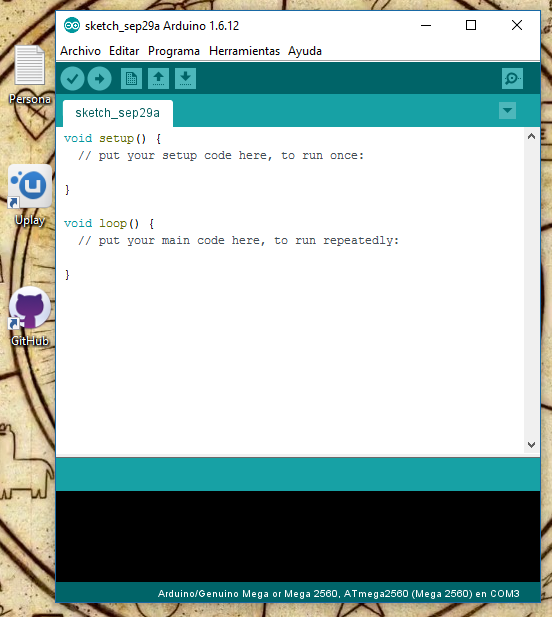 sketch_sep29a Arduino 1.6.12
Archivo Editar Programa Herramientas Ayuda
sketch_sep29a
void setup() {
  // put your setup code here, to run once:
}
void loop() {
  // put your main code here, to run repeatedly:
}
Arduino/Genuino Mega or Mega 2560, ATmega2560 (Mega 2560) en COM3
Persona
Uplay
GitHub